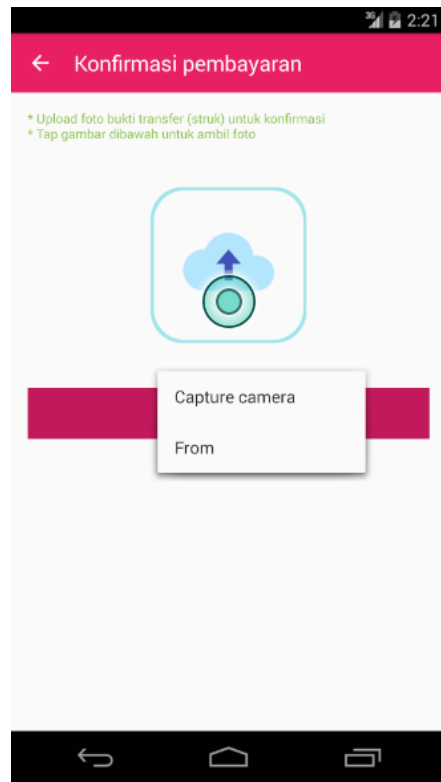 3G 2:21
Konfirmasi pembayaran
* Upload foto bukti transfer (struk) untuk konfirmasi
* Tap gambar dibawah untuk ambil foto
Capture camera
From